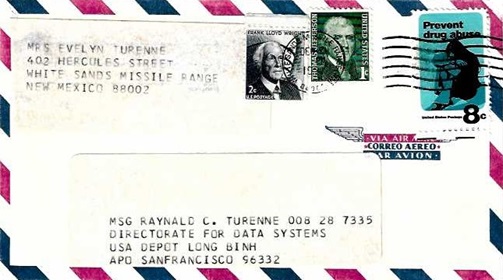 MRS EVELYN TURENNE
402 HERCULES STREET
WHITE SANDS MISSILE RANGE
NEW MEXICO 88002
FRANK LLOYD WRIGHT
2c
U.S. POSTAGE
THOMAS JEFFERSON
UNITED STATES
1c
Prevent
drug abuse
United States Postage
8c
VIA AIR
CORREO AEREO
PAR AVION
MSG RAYNALD C. TURENNE 008 28 7335
DIRECTORATE FOR DATA SYSTEMS
USA DEPOT LONG BINH
APO SANFRANCISCO 96332